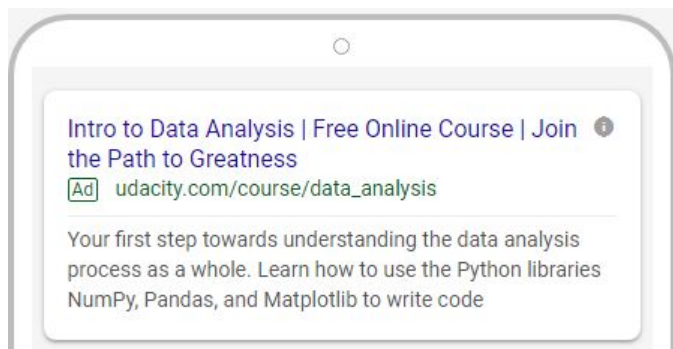 Intro to Data Analysis | Free Online Course | Join
the Path to Greatness
Ad udacity.com/course/data_analysis
Your first step towards understanding the data analysis
process as a whole. Learn how to use the Python libraries
NumPy, Pandas, and Matplotlib to write code